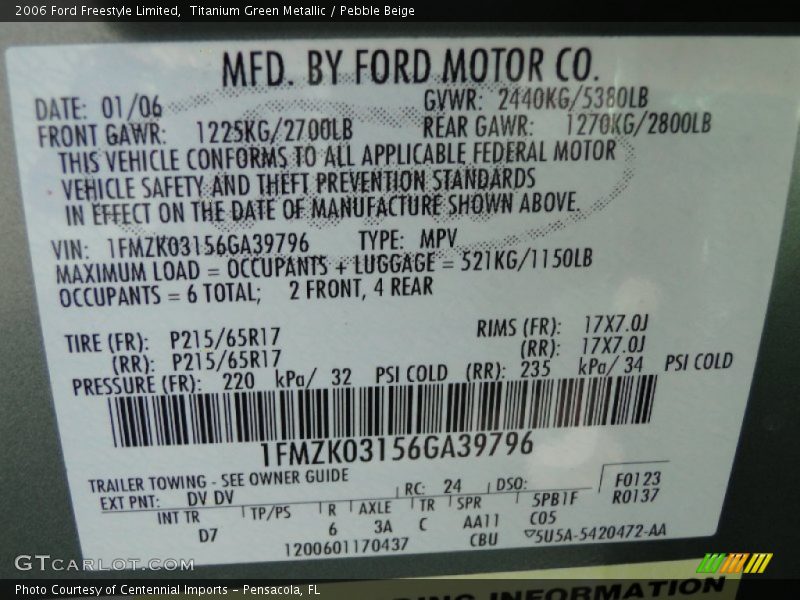 2006 Ford Freestyle Limited,  Titanium Green Metallic / Pebble Beige
MFD. BY FORD MOTOR CO.
DATE: 01/06 GVWR: 2440KG/5380LB
FRONT GAWR: 1225KG/2700LB REAR GAWR: 1270KG/2800LB
THIS VEHICLE CONFORMS TO ALL APPLICABLE FEDERAL MOTOR
VEHICLE SAFETY AND THEFT PREVENTION STANDARDS
IN EFFECT ON THE DATE OF MANUFACTURE SHOWN ABOVE.
VIN: 1FMZK03156GA39796 TYPE: MPV
MAXIMUM LOAD = OCCUPANTS + LUGGAGE = 521KG/1150LB
OCCUPANTS = 6 TOTAL; 2 FRONT, 4 REAR
TIRE (FR): P215/65R17 RIMS (FR): 17X7.0J
(RR): P215/65R17 (RR): 17X7.0J
PRESSURE (FR): 220 kPa/ 32 PSI COLD (RR): 235 kPa/ 34 PSI COLD
1FMZK03156GA39796
TRAILER TOWING - SEE OWNER GUIDE
EXT PNT: DV DV RC: 24 DSO: F0123
INT TR TP/PS R AXLE TR SPR 5PB1F R0137
D7 6 3A C AA11 C05
1200601170437 CBU 5U5A-5420472-AA
GTCARLOT.COM
Photo Courtesy of Centennial Imports – Pensacola, FL
INFORMATION